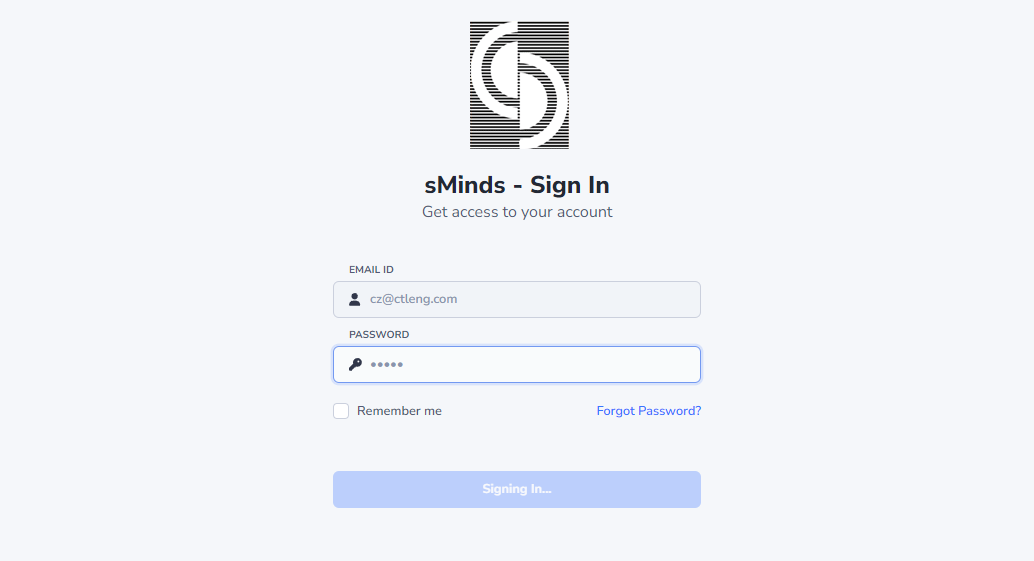 sMinds - Sign In
Get access to your account
EMAIL ID
cz@ctleng.com
PASSWORD
•••••
Remember me
Forgot Password?
Signing In...